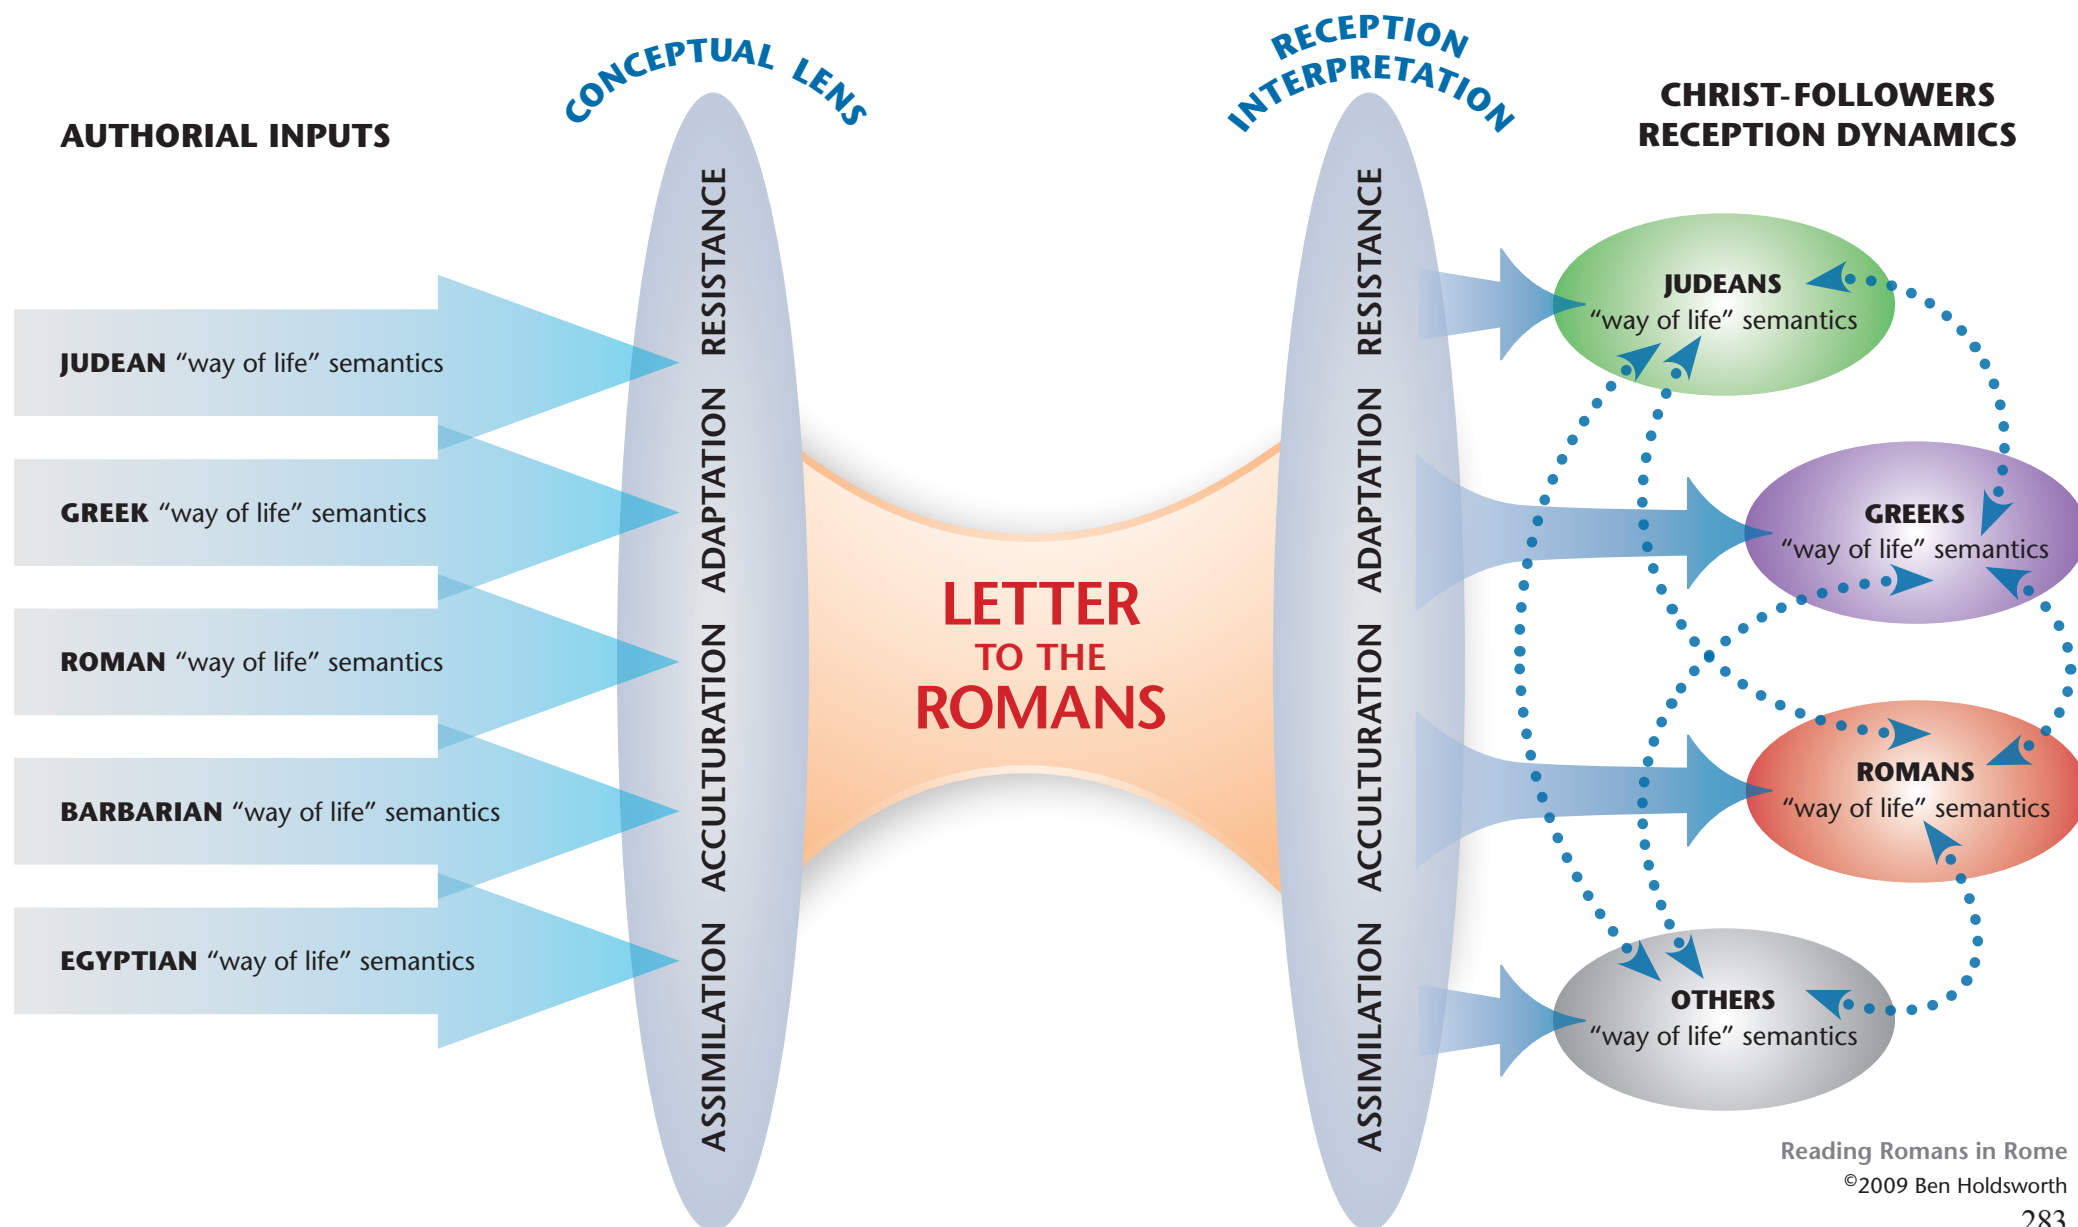 AUTHORIAL INPUTS
CONCEPTUAL LENS
RECEPTION
INTERPRETATION
CHRIST-FOLLOWERS
RECEPTION DYNAMICS
JUDEAN “way of life” semantics
GREEK “way of life” semantics
ROMAN “way of life” semantics
BARBARIAN “way of life” semantics
EGYPTIAN “way of life” semantics
ASSIMILATION ACCULTURATION ADAPTATION RESISTANCE
LETTER
TO THE
ROMANS
ASSIMILATION ACCULTURATION ADAPTATION RESISTANCE
JUDEANS
“way of life” semantics
GREEKS
“way of life” semantics
ROMANS
“way of life” semantics
OTHERS
“way of life” semantics
Reading Romans in Rome
©2009 Ben Holdsworth
283